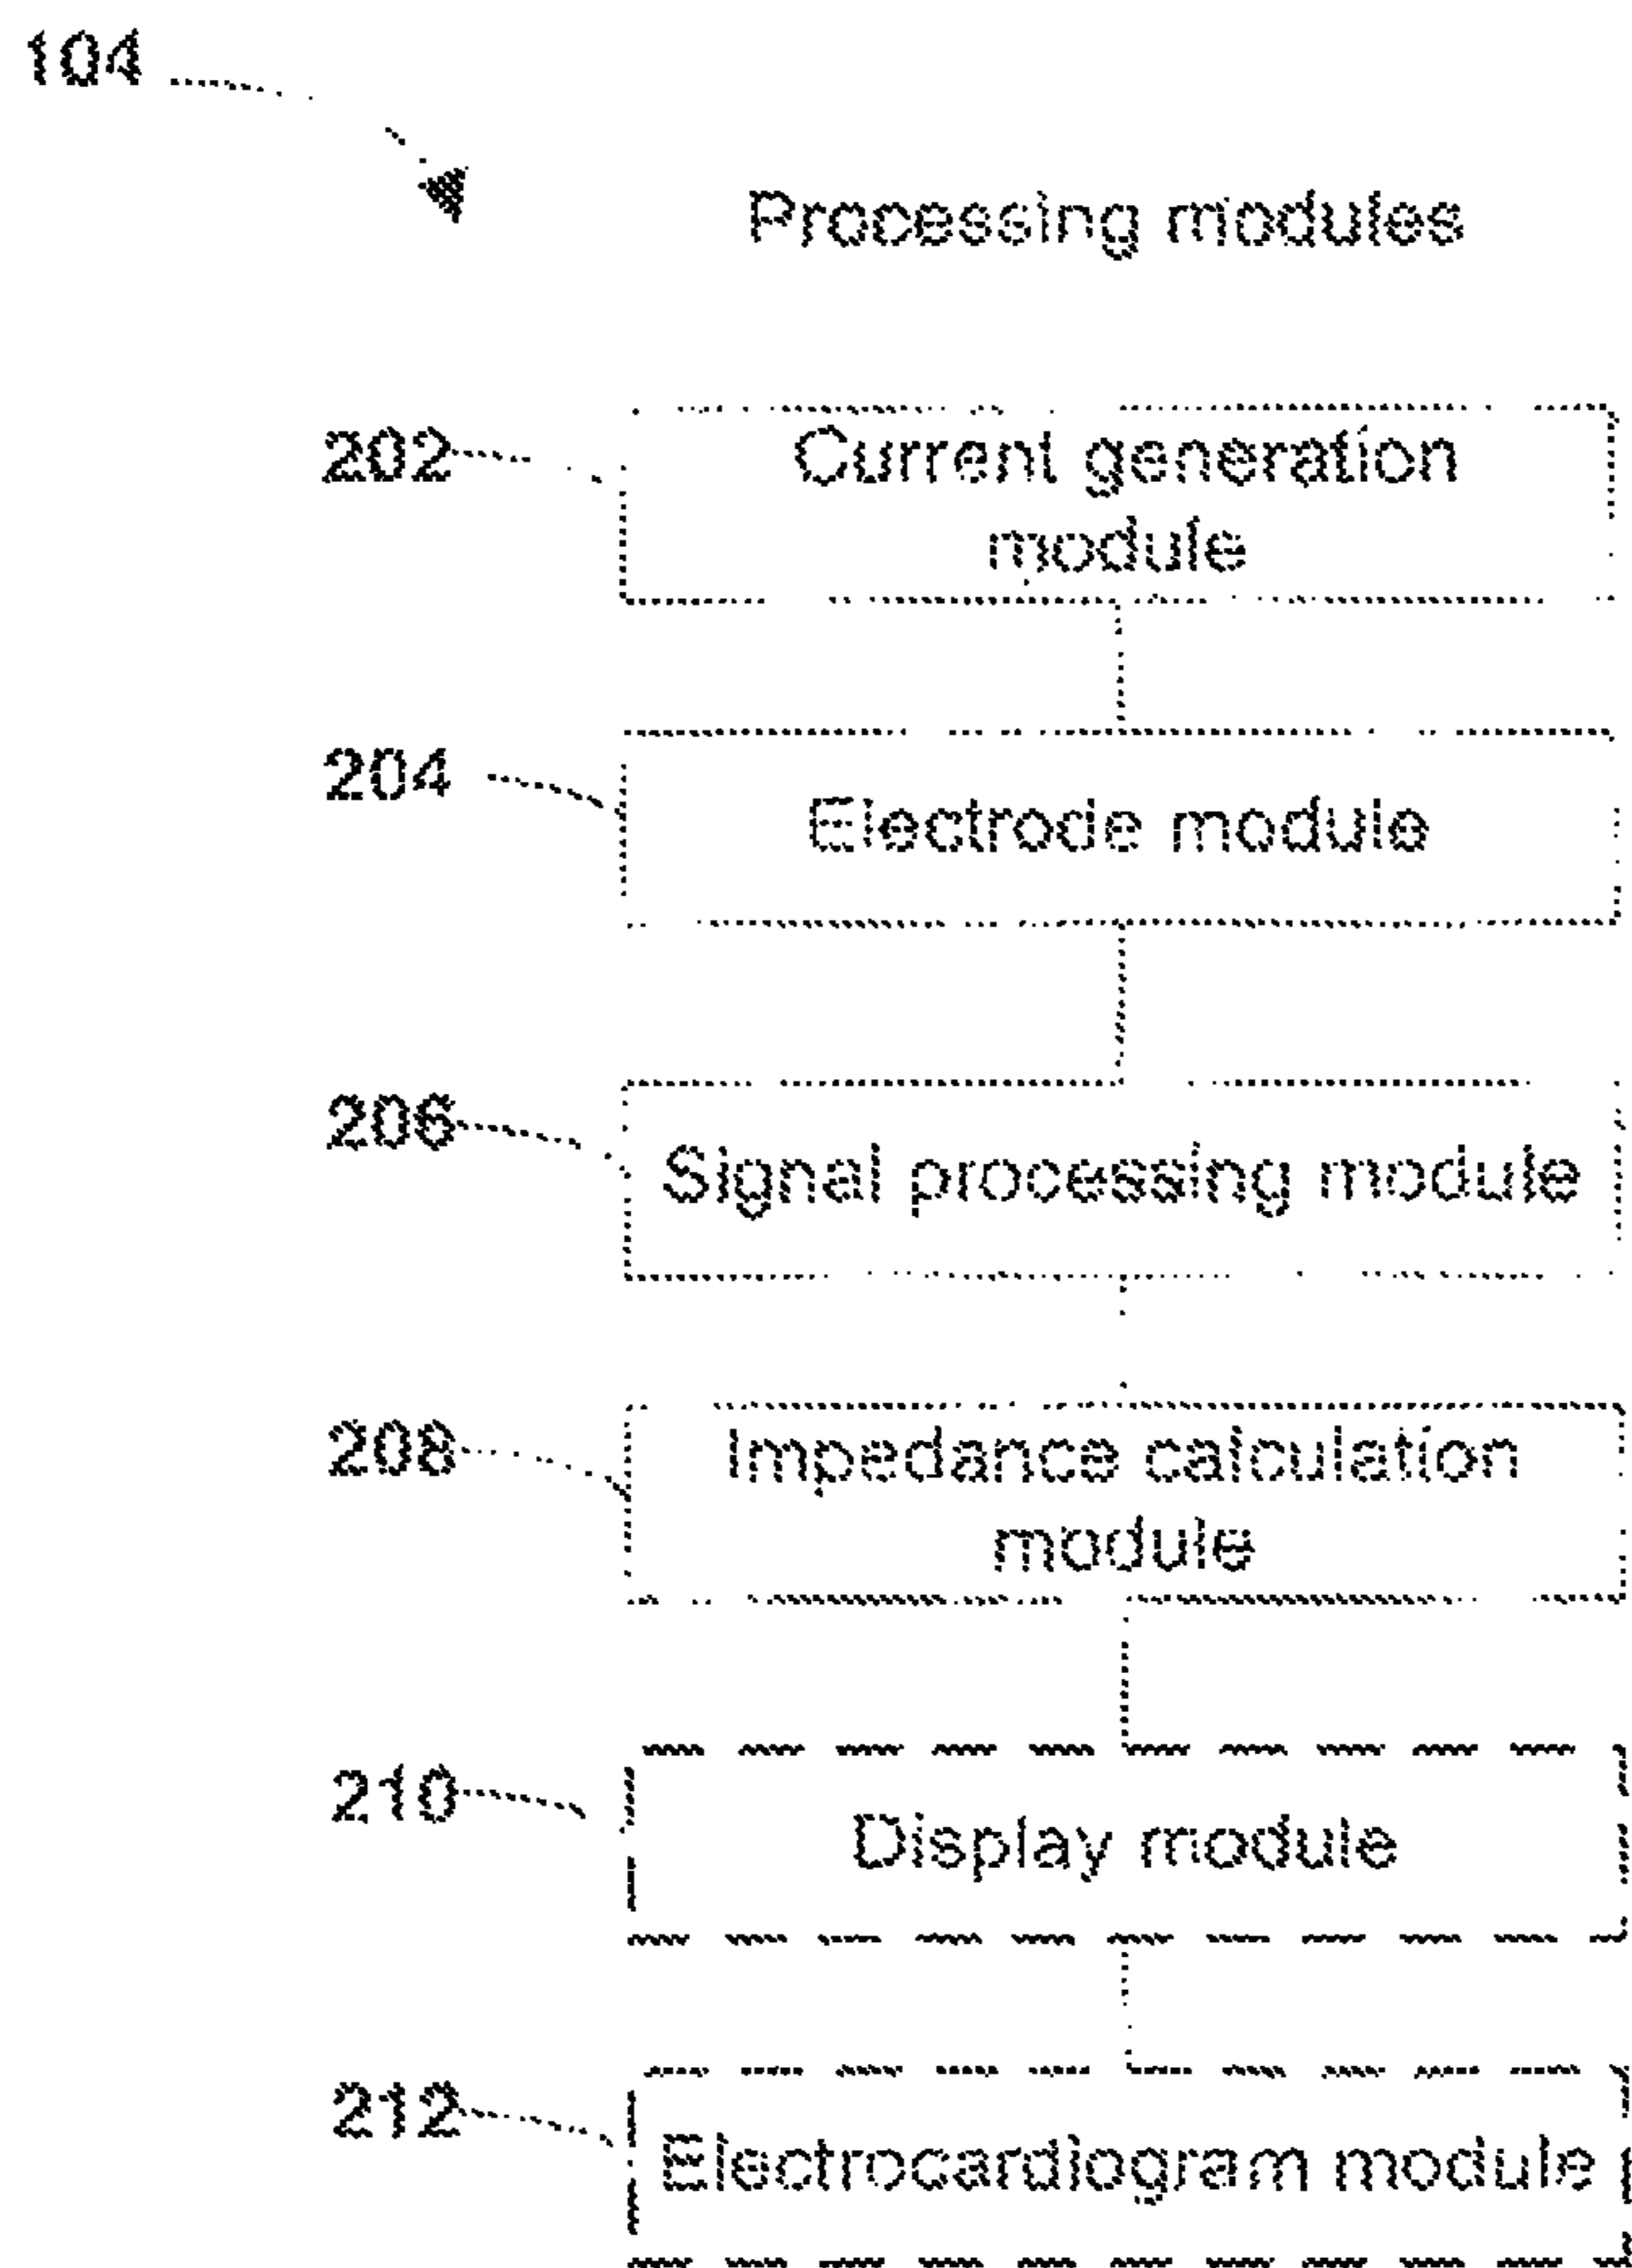 104
Processing modules
202
Current generation
module
204
Electrode module
206
Signal processing module
208
Impedance calculation
module
210
Display module
212
Electrocardiogram module